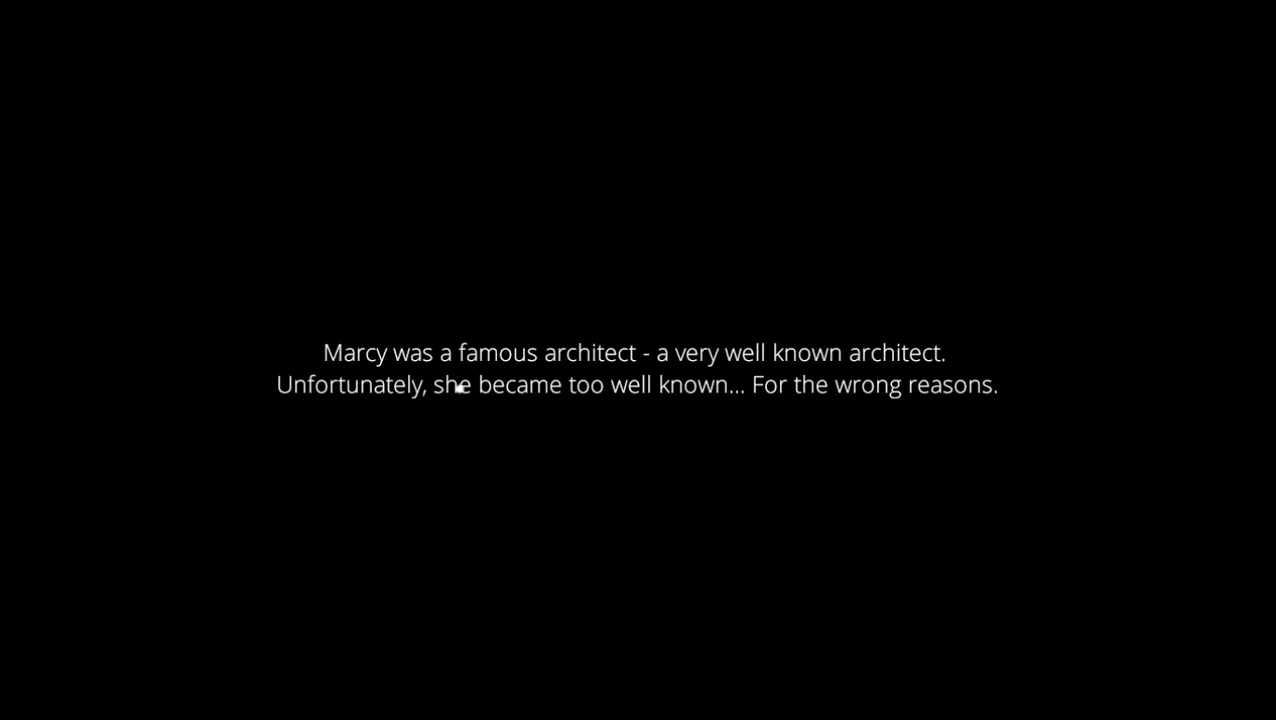 Marcy was a famous architect - a very well known architect.
Unfortunately, she became too well known... For the wrong reasons.